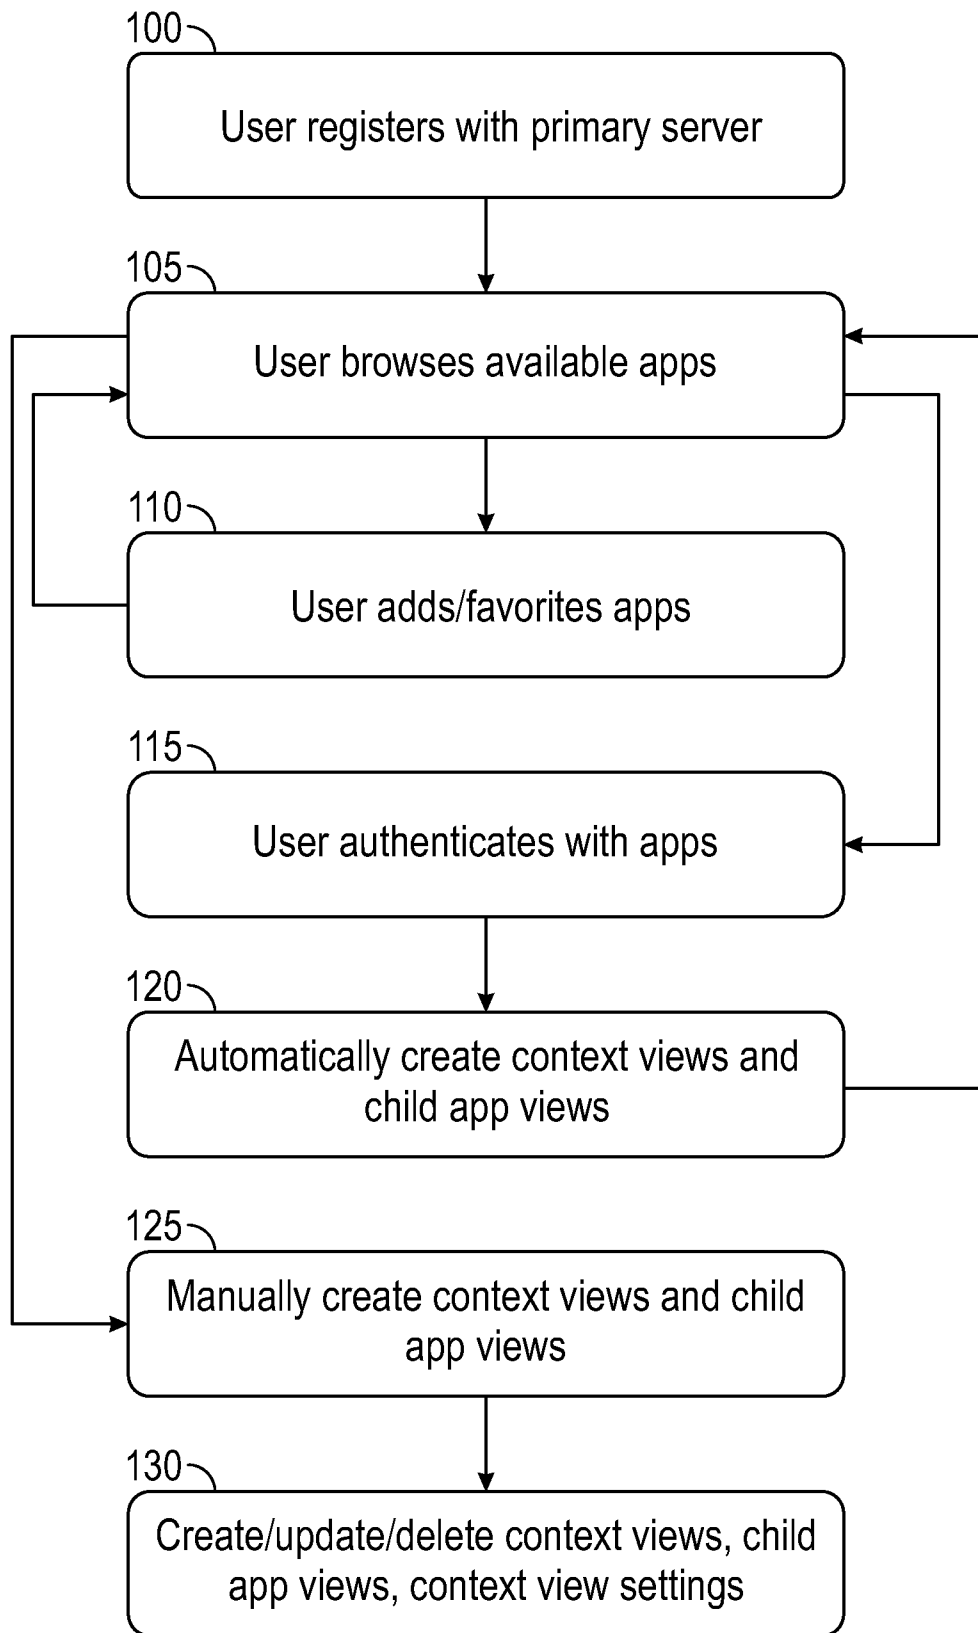 100
User registers with primary server
105
User browses available apps
110
User adds/favorites apps
115
User authenticates with apps
120
Automatically create context views and
child app views
125
Manually create context views and child
app views
130
Create/update/delete context views, child
app views, context view settings